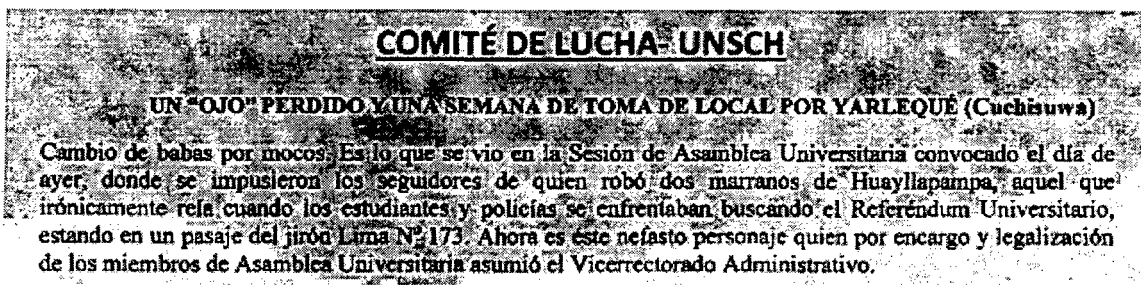 COMITÉ DE LUCHA- UNSCH
UN "OJO" PERDIDO Y UNA SEMANA DE TOMA DE LOCAL POR YARLEQUÉ (Cuchisuwa)
Cambio de babas por mocos. Es lo que se vio en la Sesión de Asamblea Universitaria convocado el día de
ayer, donde se impusieron los seguidores de quien robó dos marranos de Huayllapampa, aquel que
irónicamente reía cuando los estudiantes y policías se enfrentaban buscando el Referéndum Universitario,
estando en un pasaje del jirón Lima Nº 173. Ahora es este nefasto personaje quien por encargo y legalización
de los miembros de Asamblea Universitaria asumió el Vicerrectorado Administrativo.